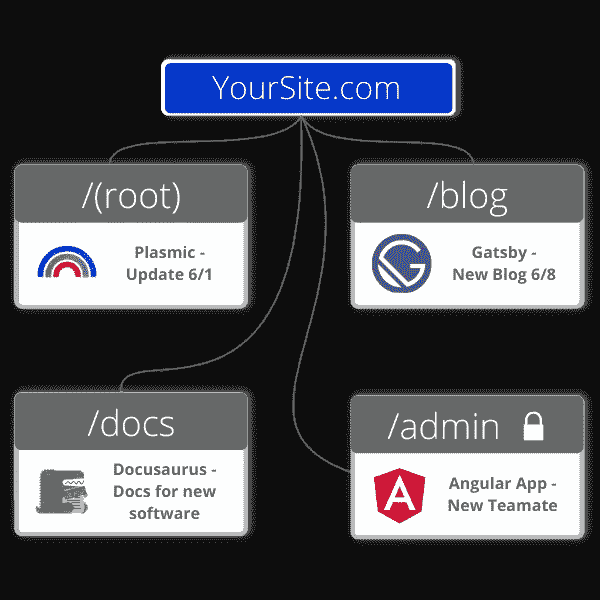 YourSite.com
/(root)
Plasmic -
Update 6/1
/blog
Gatsby -
New Blog 6/8
/docs
Docusaurus -
Docs for new
software
/admin
Angular App -
New Teamate